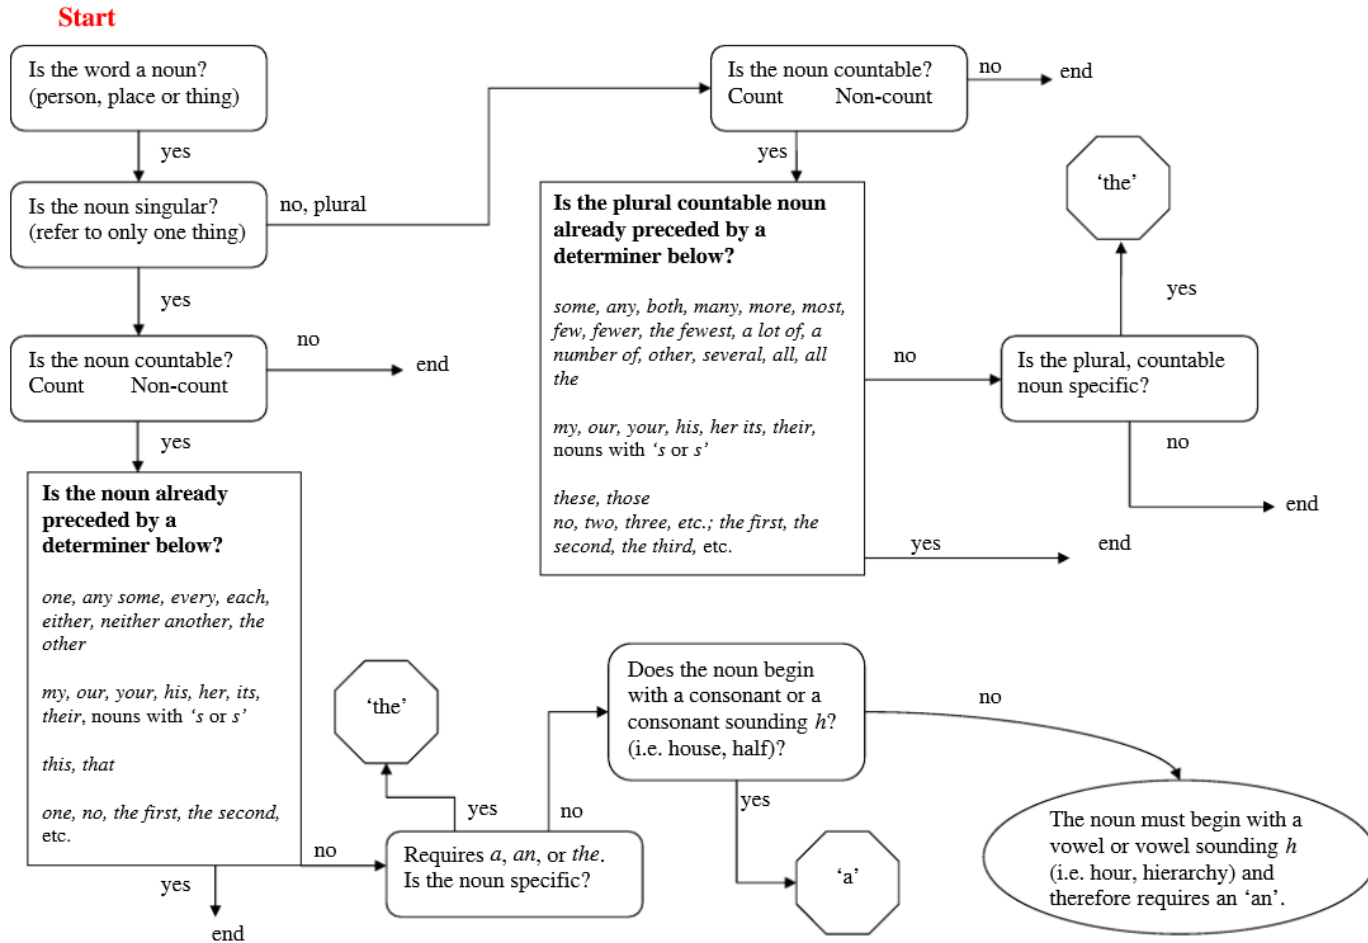 Start
Is the word a noun?
(person, place or thing)
yes
Is the noun singular?
(refer to only one thing)
no, plural
yes
Is the noun countable?
Count Non-count
no
end
yes
Is the noun already
preceded by a
determiner below?
one, any some, every, each,
either, neither another, the
other
my, our, your, his, her, its,
their, nouns with ‘s or s’
this, that
one, no, the first, the second,
etc.
yes
end
no
Requires a, an, or the.
Is the noun specific?
yes
‘the’
no
Does the noun begin
with a consonant or a
consonant sounding h?
(i.e. house, half)?
yes
‘a’
no
The noun must begin with a
vowel or vowel sounding h
(i.e. hour, hierarchy) and
therefore requires an ‘an’.
Is the noun countable?
Count Non-count
no
end
yes
Is the plural countable noun
already preceded by a
determiner below?
some, any, both, many, more, most,
few, fewer, the fewest, a lot of, a
number of, other, several, all, all
the
my, our, your, his, her its, their,
nouns with ‘s or s’
these, those
no, two, three, etc.; the first, the
second, the third, etc.
yes
end
no
Is the plural, countable
noun specific?
yes
‘the’
no
end